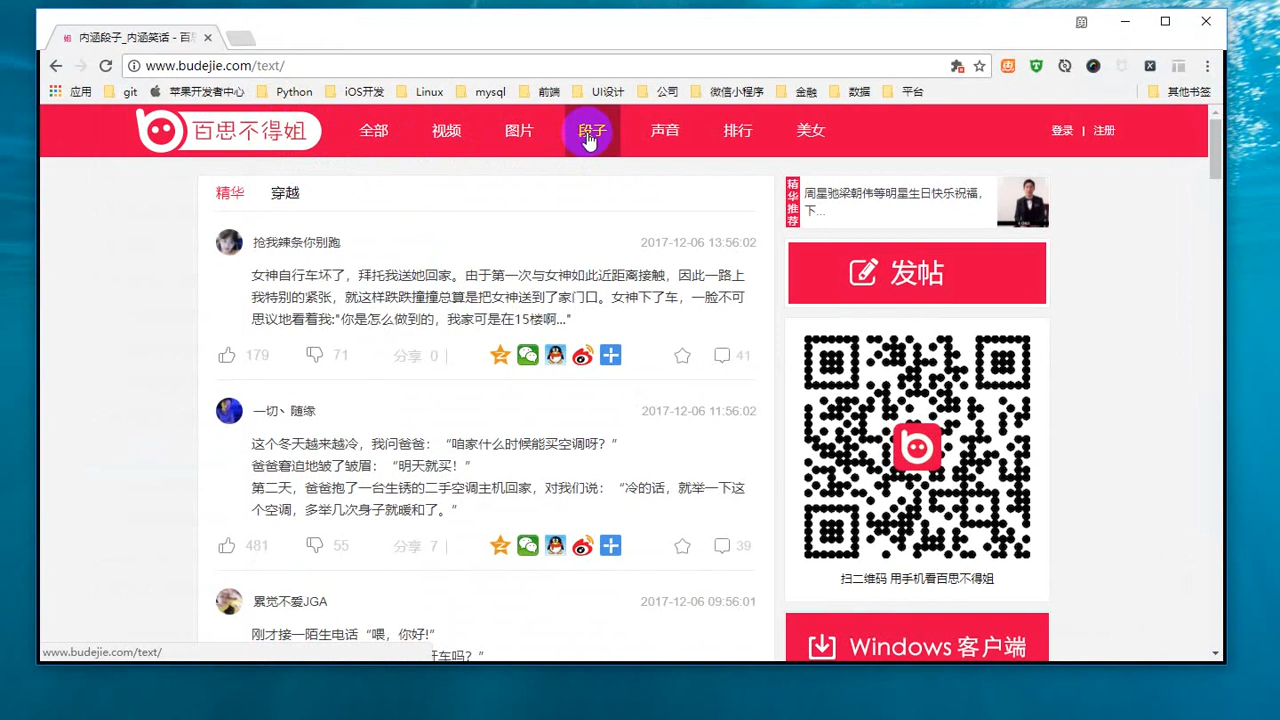 内涵段子_内涵笑话 - 百思
www.budejie.com/text/
应用 git 苹果开发者中心 Python iOS开发 Linux mysql 前端 UI设计 公司 微信小程序 金融 数据 平台 其他书签
百思不得姐 全部 视频 图片 段子 声音 排行 美女 登录 | 注册
精华 穿越
抢我辣条你别跑 2017-12-06 13:56:02
女神自行车坏了，拜托我送她回家。由于第一次与女神如此近距离接触，因此一路上
我特别的紧张，就这样跌跌撞撞总算是把女神送到了家门口。女神下了车，一脸不可
思议地看着我:"你是怎么做到的，我家可是在15楼啊..."
179 71 分享 0 41
一切丶随缘 2017-12-06 11:56:02
这个冬天越来越冷，我问爸爸：“咱家什么时候能买空调呀？”
爸爸窘迫地皱了皱眉：“明天就买！”
第二天，爸爸抱了一台生锈的二手空调主机回家，对我们说：“冷的话，就举一下这
个空调，多举几次身子就暖和了。”
481 55 分享 7 39
累觉不爱JGA 2017-12-06 09:56:01
刚才接一陌生电话“喂，你好!”
开车吗？”
www.budejie.com/text/
精华推荐
周星驰梁朝伟等明星生日快乐祝福，
下...
发帖
扫二维码 用手机看百思不得姐
Windows 客户端